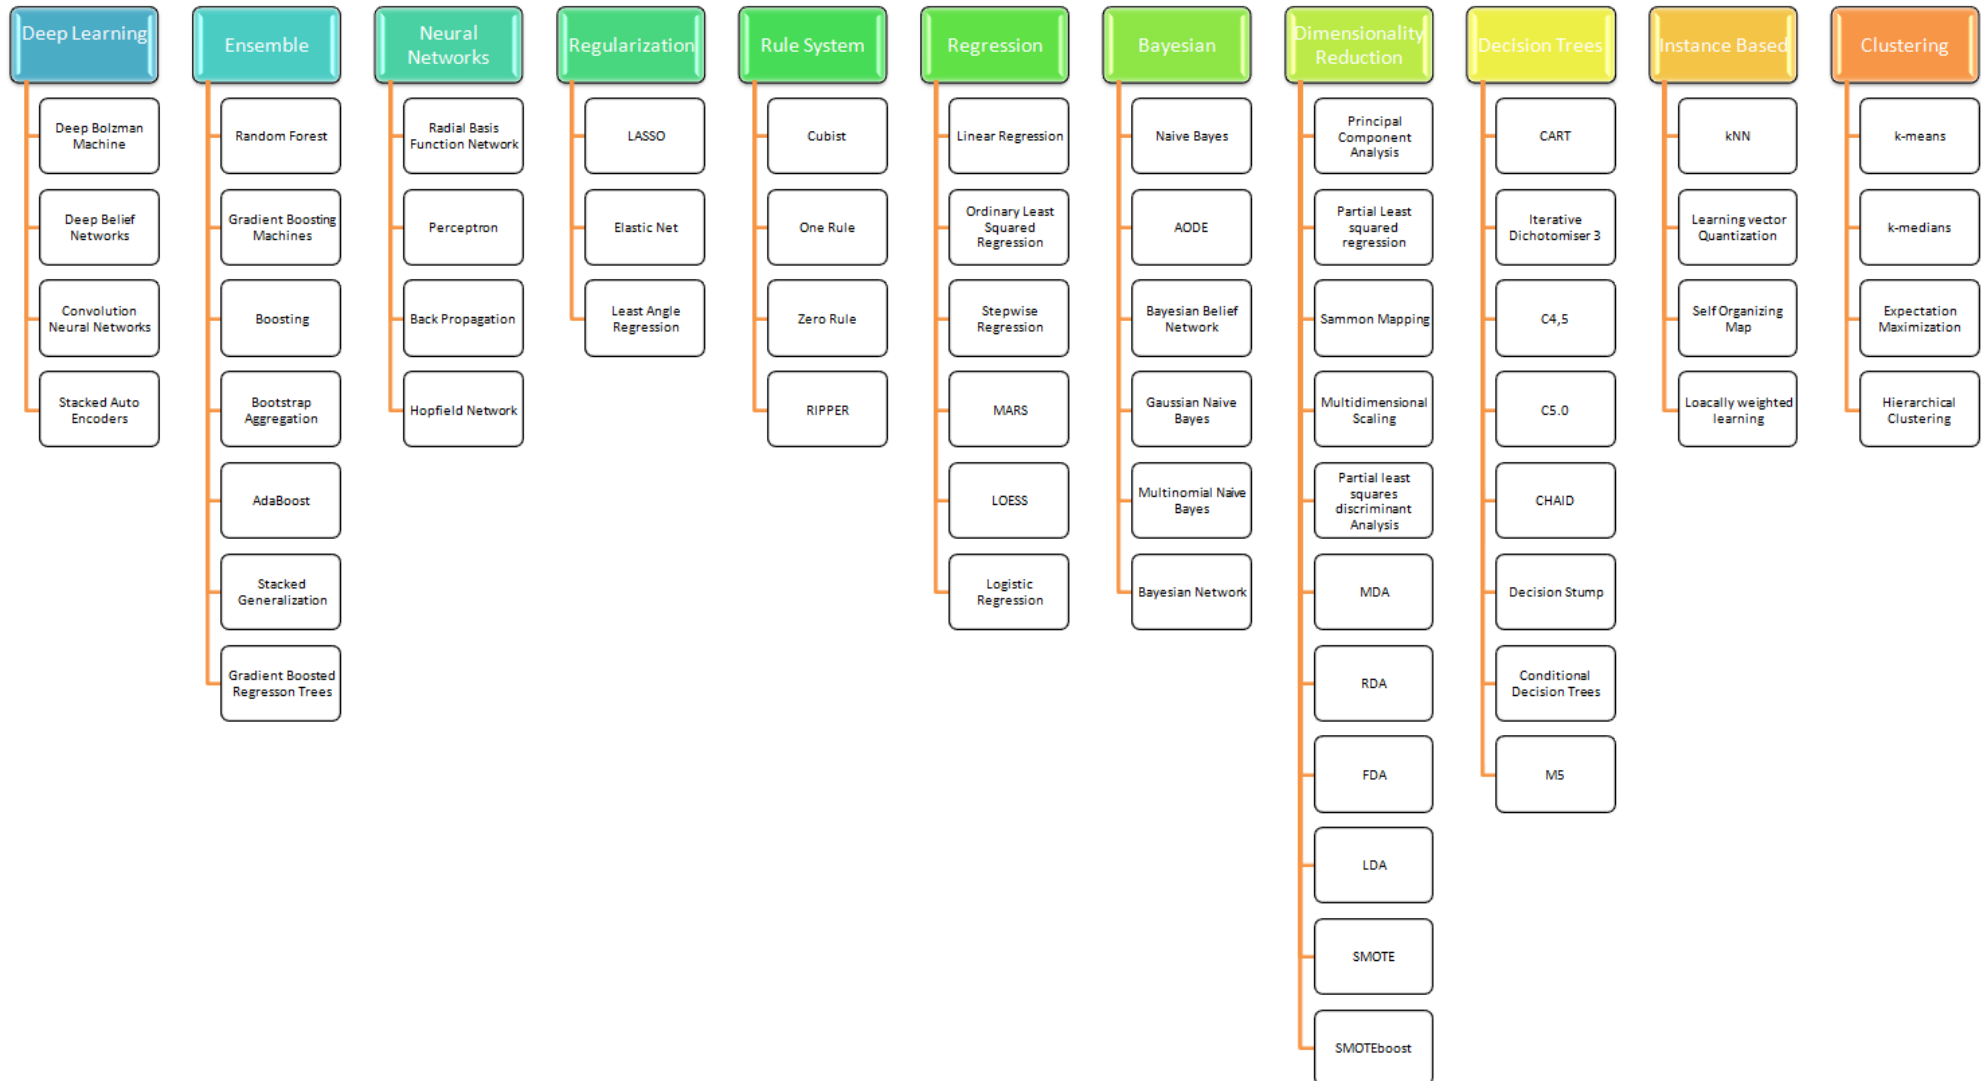 Deep Learning
Deep Bolzman
Machine
Deep Belief
Networks
Convolution
Neural Networks
Stacked Auto
Encoders
Ensemble
Random Forest
Gradient Boosting
Machines
Boosting
Bootstrap
Aggregation
AdaBoost
Stacked
Generalization
Gradient Boosted
Regresson Trees
Neural
Networks
Radial Basis
Function Network
Perceptron
Back Propagation
Hopfield Network
Regularization
LASSO
Elastic Net
Least Angle
Regression
Rule System
Cubist
One Rule
Zero Rule
RIPPER
Regression
Linear Regression
Ordinary Least
Squared
Regression
Stepwise
Regression
MARS
LOESS
Logistic
Regression
Bayesian
Naive Bayes
AODE
Bayesian Belief
Network
Gaussian Naive
Bayes
Multinomial Naive
Bayes
Bayesian Network
Dimensionality
Reduction
Principal
Component
Analysis
Partial Least
squared
regression
Sammon Mapping
Multidimensional
Scaling
Partial least
squares
discriminant
Analysis
MDA
RDA
FDA
LDA
SMOTE
SMOTEboost
Decision Trees
CART
Iterative
Dichotomiser 3
C4,5
C5.0
CHAID
Decision Stump
Conditional
Decision Trees
M5
Instance Based
kNN
Learning vector
Quantization
Self Organizing
Map
Loacally weighted
learning
Clustering
k-means
k-medians
Expectation
Maximization
Hierarchical
Clustering